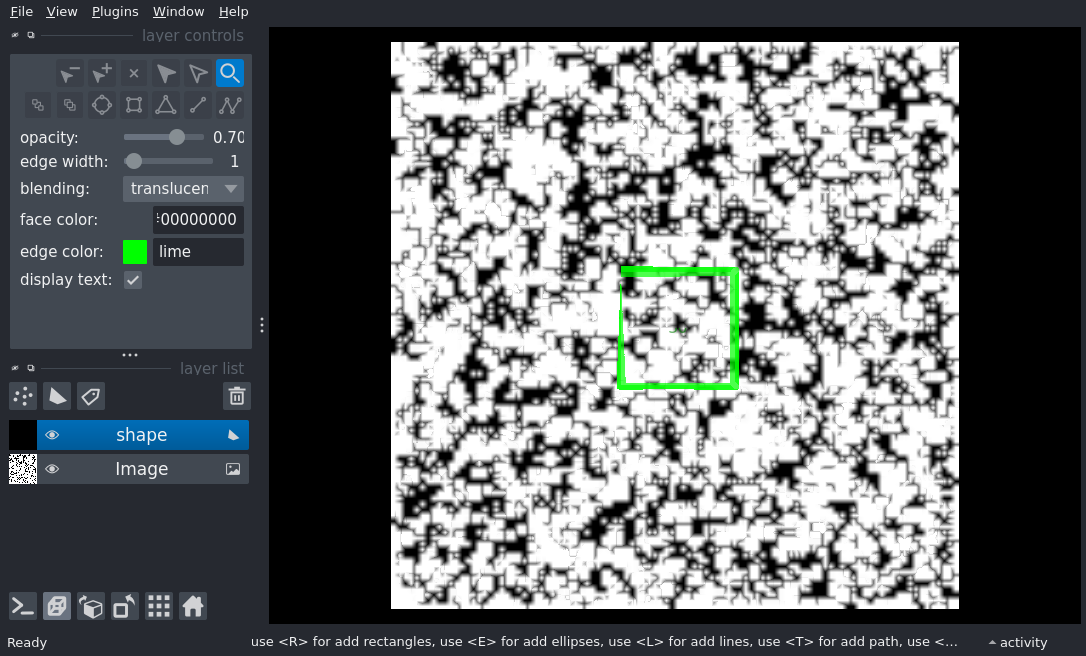 File View Plugins Window Help
layer controls
opacity: 0.70
edge width: 1
blending: translucen
face color: 00000000
edge color: lime
display text:
layer list
shape
Image
Ready use <R> for add rectangles, use <E> for add ellipses, use <L> for add lines, use <T> for add path, use <... activity